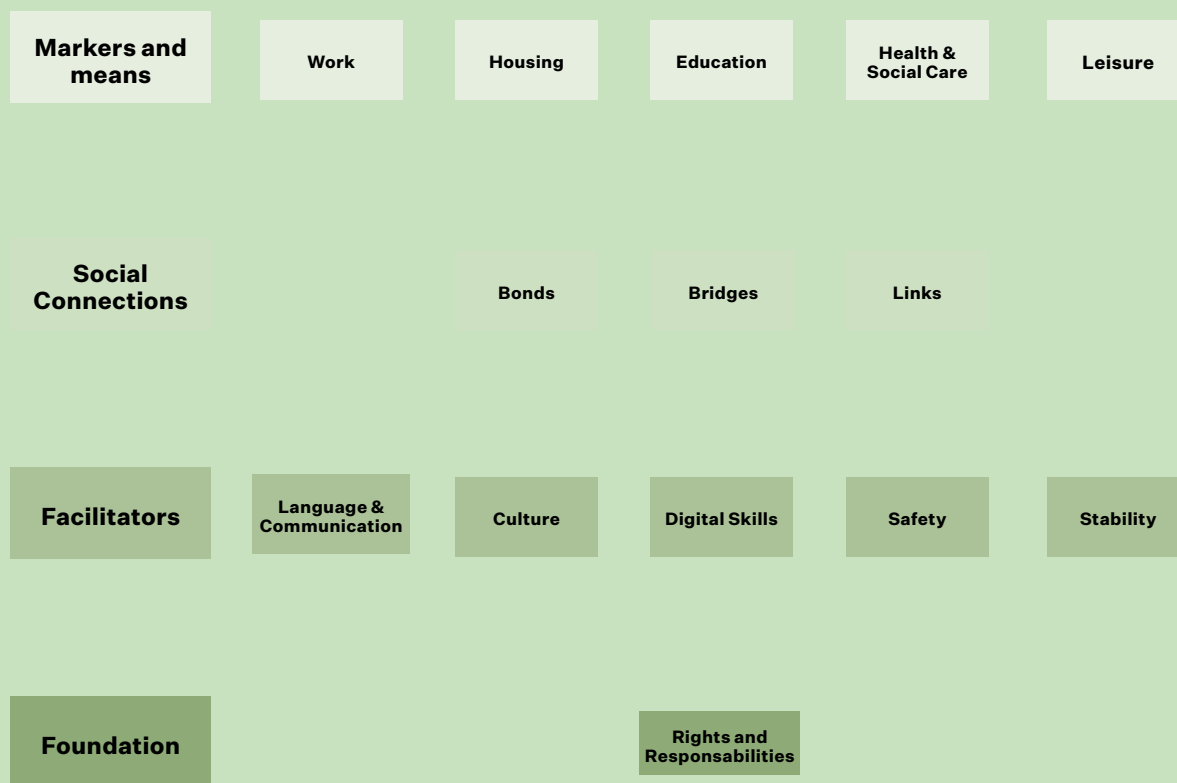 Markers and
means
Work
Housing
Education
Health &
Social Care
Leisure
Social
Connections
Bonds
Bridges
Links
Facilitators
Language &
Communication
Culture
Digital Skills
Safety
Stability
Foundation
Rights and
Responsabilities